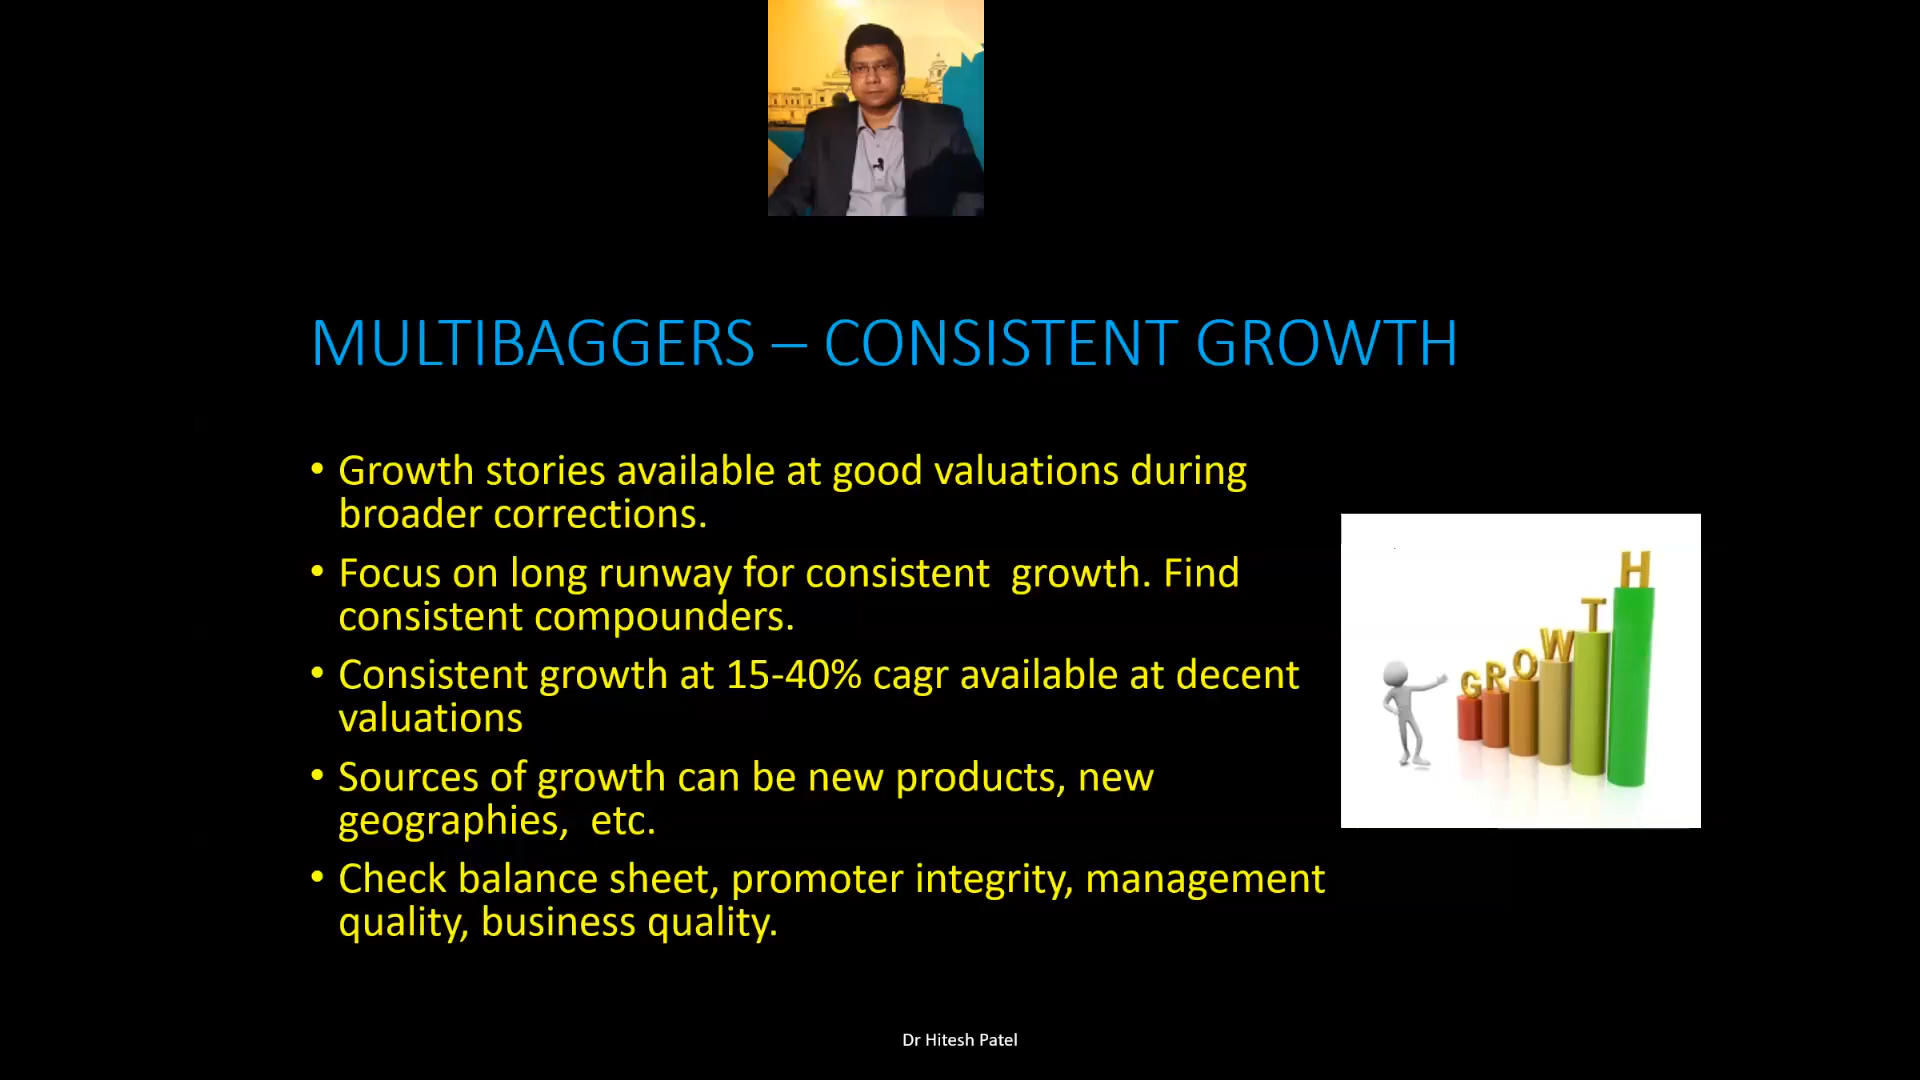 MULTIBAGGERS – CONSISTENT GROWTH
• Growth stories available at good valuations during
broader corrections.
• Focus on long runway for consistent  growth. Find
consistent compounders.
• Consistent growth at 15-40% cagr available at decent
valuations
• Sources of growth can be new products, new
geographies,  etc.
• Check balance sheet, promoter integrity, management
quality, business quality.
GROWTH
Dr Hitesh Patel